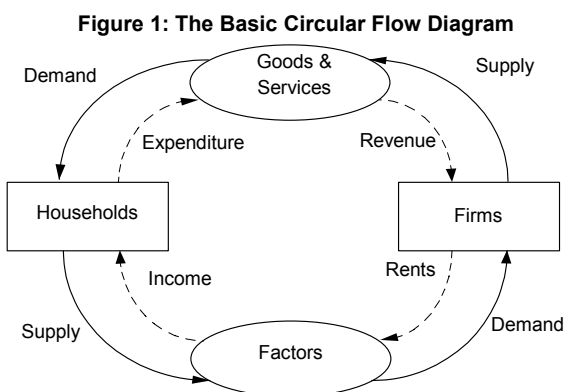 Figure 1: The Basic Circular Flow Diagram
Demand
Goods &
Services
Supply
Expenditure
Revenue
Households
Firms
Income
Rents
Supply
Factors
Demand